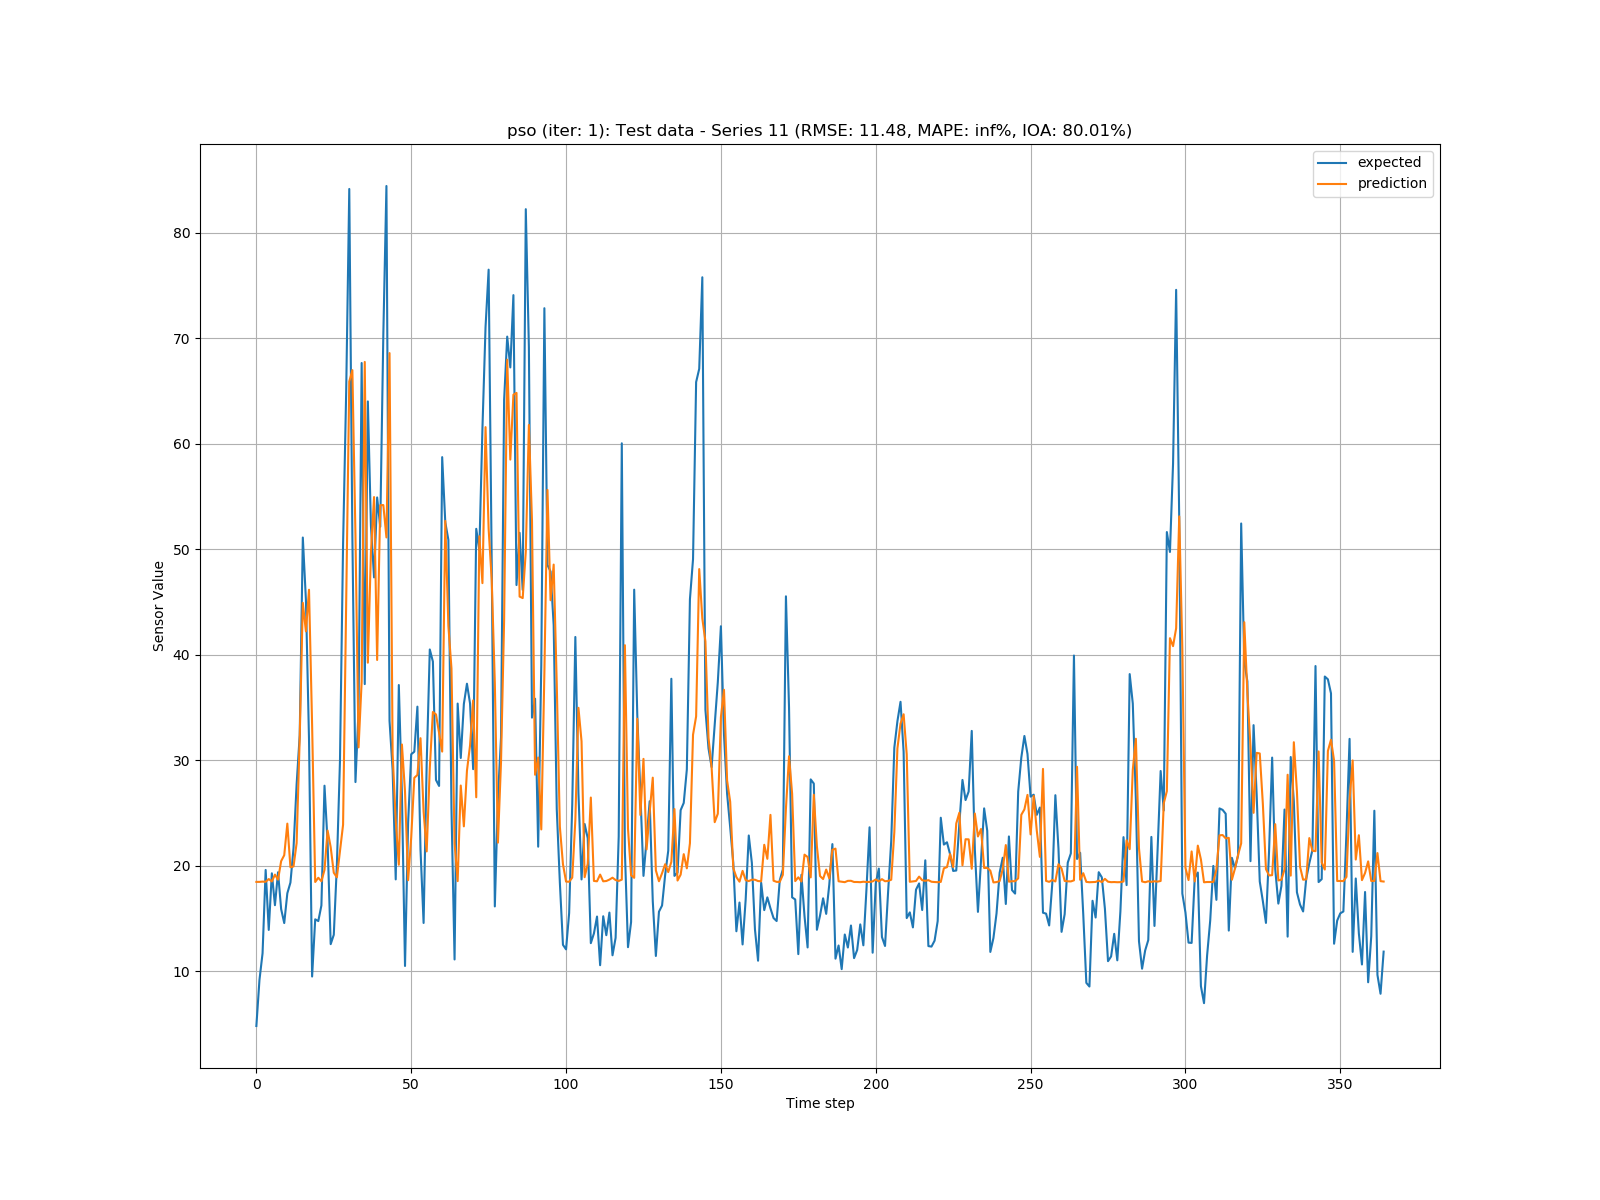 pso (iter: 1): Test data - Series 11 (RMSE: 11.48, MAPE: inf%, IOA: 80.01%)
expected
prediction
80
70
60
50
40
30
20
10
Sensor Value
0 50 100 150 200 250 300 350
Time step